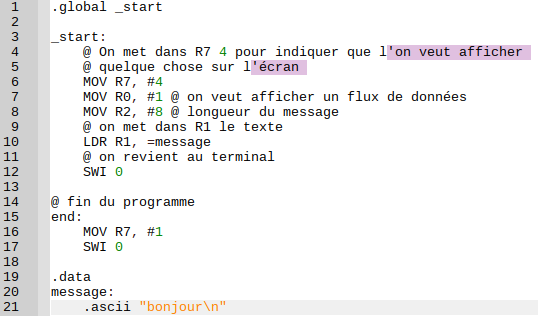 1 .global _start
2
3 _start:
4     @ On met dans R7 4 pour indiquer que l'on veut afficher
5     @ quelque chose sur l'écran
6     MOV R7, #4
7     MOV R0, #1 @ on veut afficher un flux de données
8     MOV R2, #8 @ longueur du message
9     @ on met dans R1 le texte
10     LDR R1, =message
11     @ on revient au terminal
12     SWI 0
13
14 @ fin du programme
15 end:
16     MOV R7, #1
17     SWI 0
18
19 .data
20 message:
21     .ascii "bonjour\n"